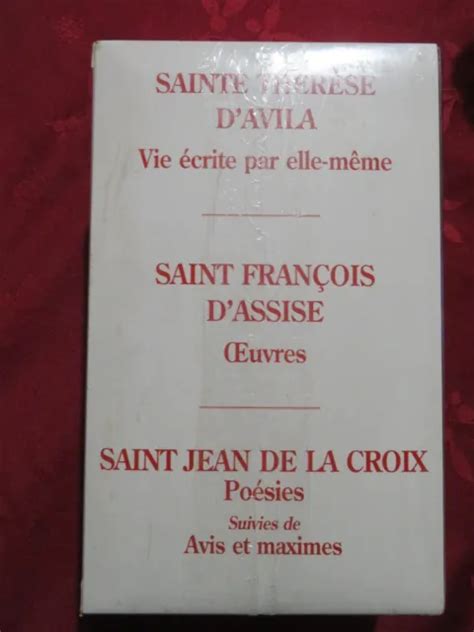 SAINTE THÉRÈSE
D'AVILA
Vie écrite par elle-même
SAINT FRANÇOIS
D'ASSISE
Œuvres
SAINT JEAN DE LA CROIX
Poésies
Suivies de
Avis et maximes